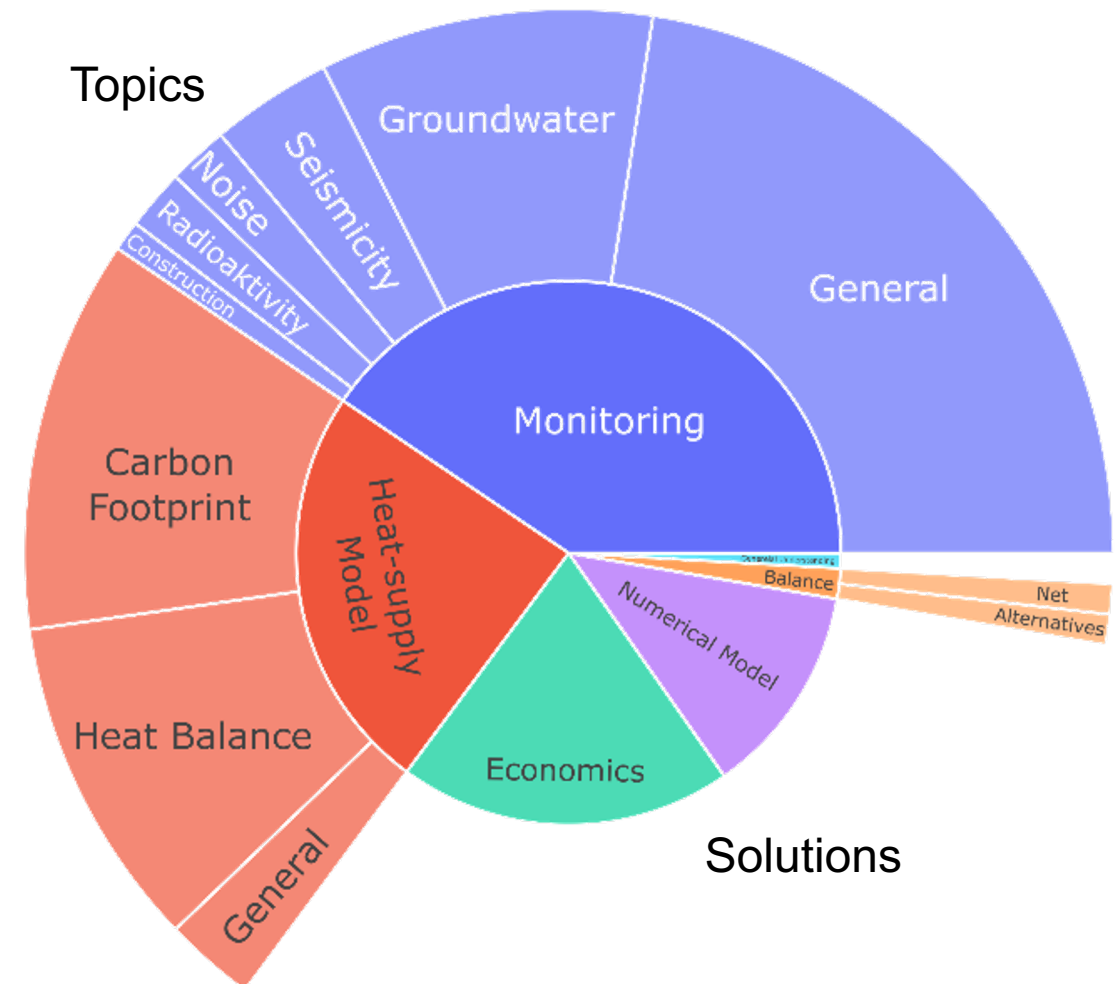 Topics
Groundwater
Seismicity
Noise
Radioaktivity
Construction
General
Monitoring
Carbon
Footprint
Heat-supply
Model
Heat Balance
General
Balance
Net
Alternatives
Numerical Model
Economics
Solutions